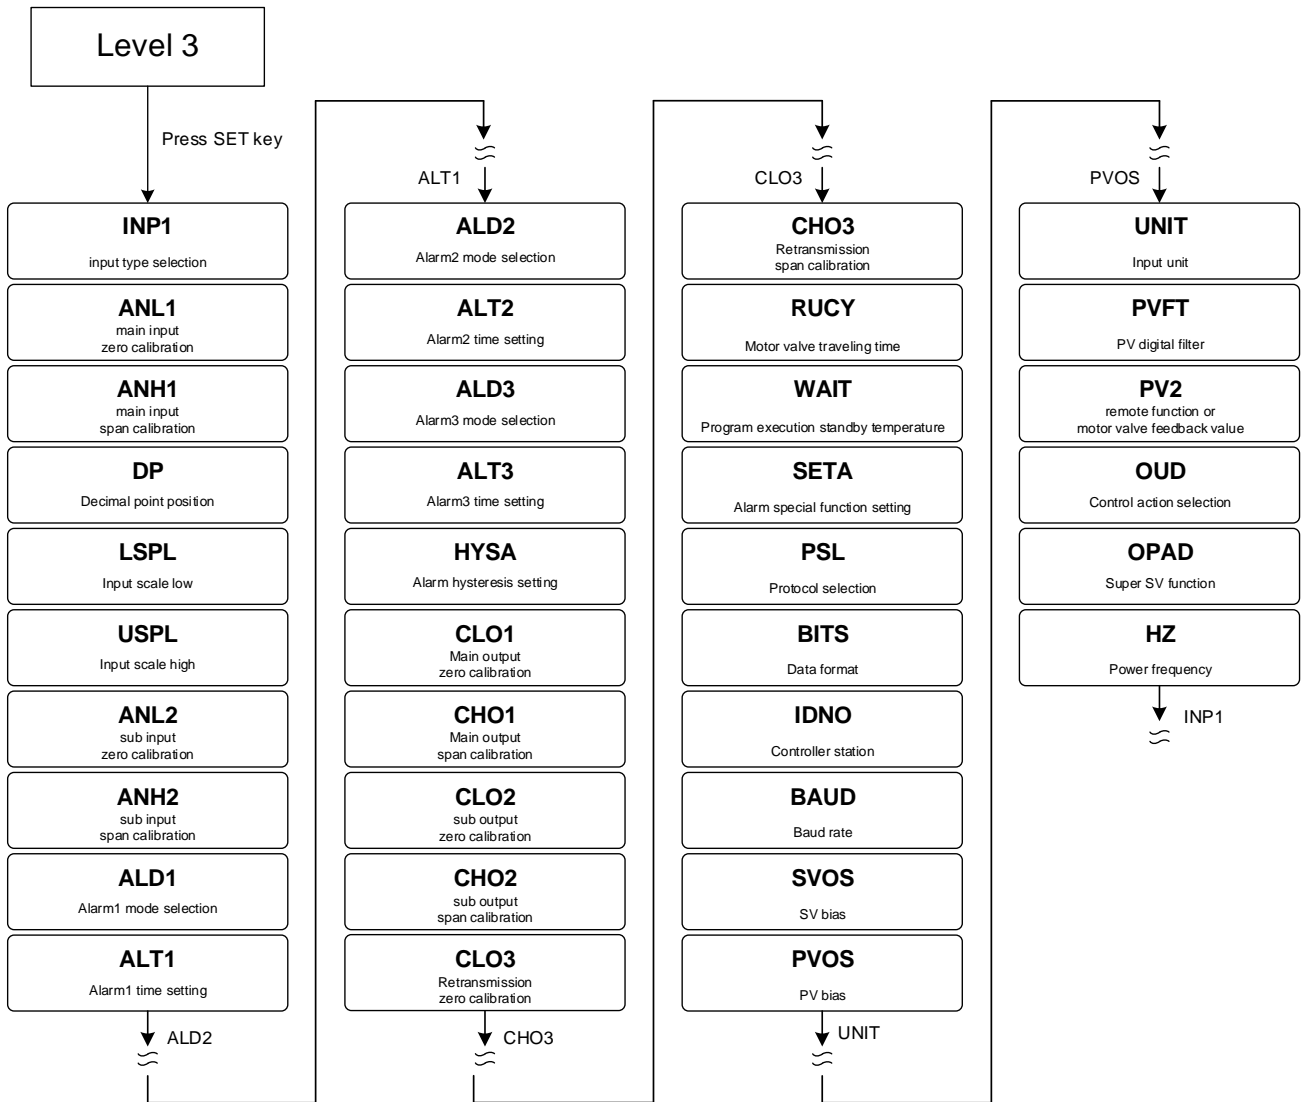 Level 3
Press SET key
INP1
input type selection
ANL1
main input
zero calibration
ANH1
main input
span calibration
DP
Decimal point position
LSPL
Input scale low
USPL
Input scale high
ANL2
sub input
zero calibration
ANH2
sub input
span calibration
ALD1
Alarm1 mode selection
ALT1
Alarm1 time setting
ALD2
ALT1
ALD2
Alarm2 mode selection
ALT2
Alarm2 time setting
ALD3
Alarm3 mode selection
ALT3
Alarm3 time setting
HYSA
Alarm hysteresis setting
CLO1
Main output
zero calibration
CHO1
Main output
span calibration
CLO2
sub output
zero calibration
CHO2
sub output
span calibration
CLO3
Retransmission
zero calibration
CHO3
CLO3
CHO3
Retransmission
span calibration
RUCY
Motor valve traveling time
WAIT
Program execution standby temperature
SETA
Alarm special function setting
PSL
Protocol selection
BITS
Data format
IDNO
Controller station
BAUD
Baud rate
SVOS
SV bias
PVOS
PV bias
UNIT
PVOS
UNIT
Input unit
PVFT
PV digital filter
PV2
remote function or
motor valve feedback value
OUD
Control action selection
OPAD
Super SV function
HZ
Power frequency
INP1